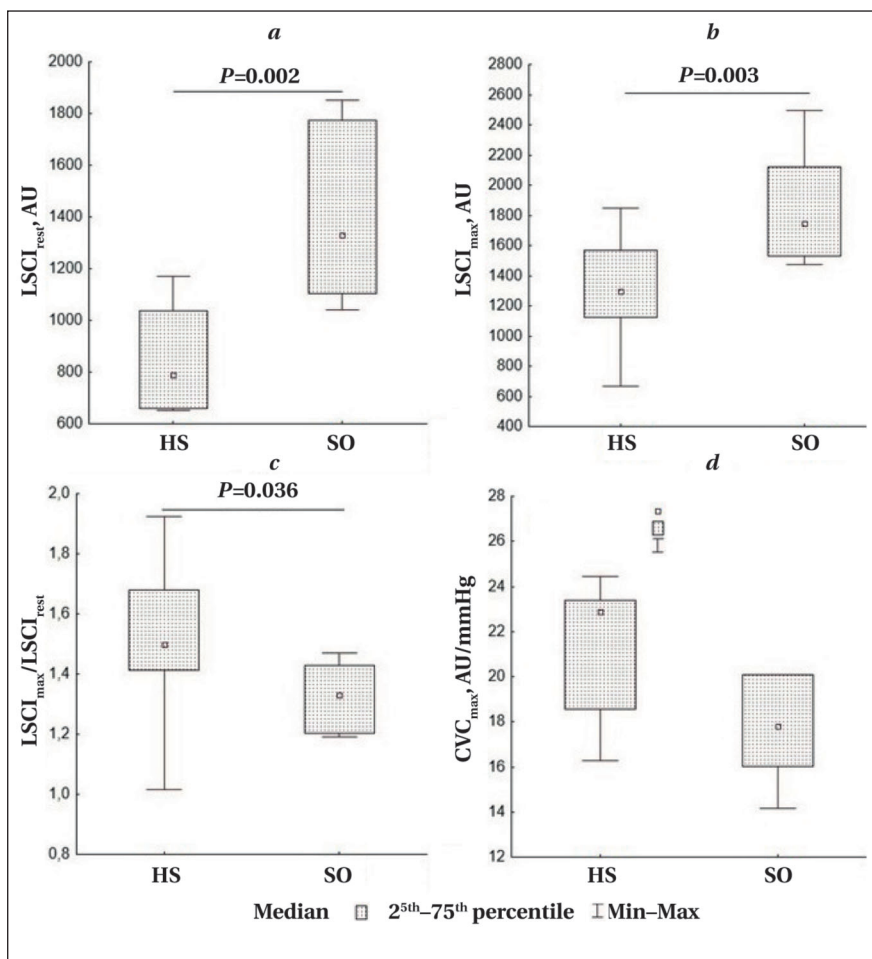 a
P=0.002
LSCIrest, AU
2000
1800
1600
1400
1200
1000
800
600
HS SO
b
P=0.003
LSCImax, AU
2800
2600
2400
2200
2000
1800
1600
1400
1200
1000
800
600
400
HS SO
c
P=0.036
LSCImax/LSCIrest
2,0
1,8
1,6
1,4
1,2
1,0
0,8
HS SO
d
CVCmax, AU/mmHg
28
26
24
22
20
18
16
14
12
HS SO
Median 25th–75th percentile Min–Max